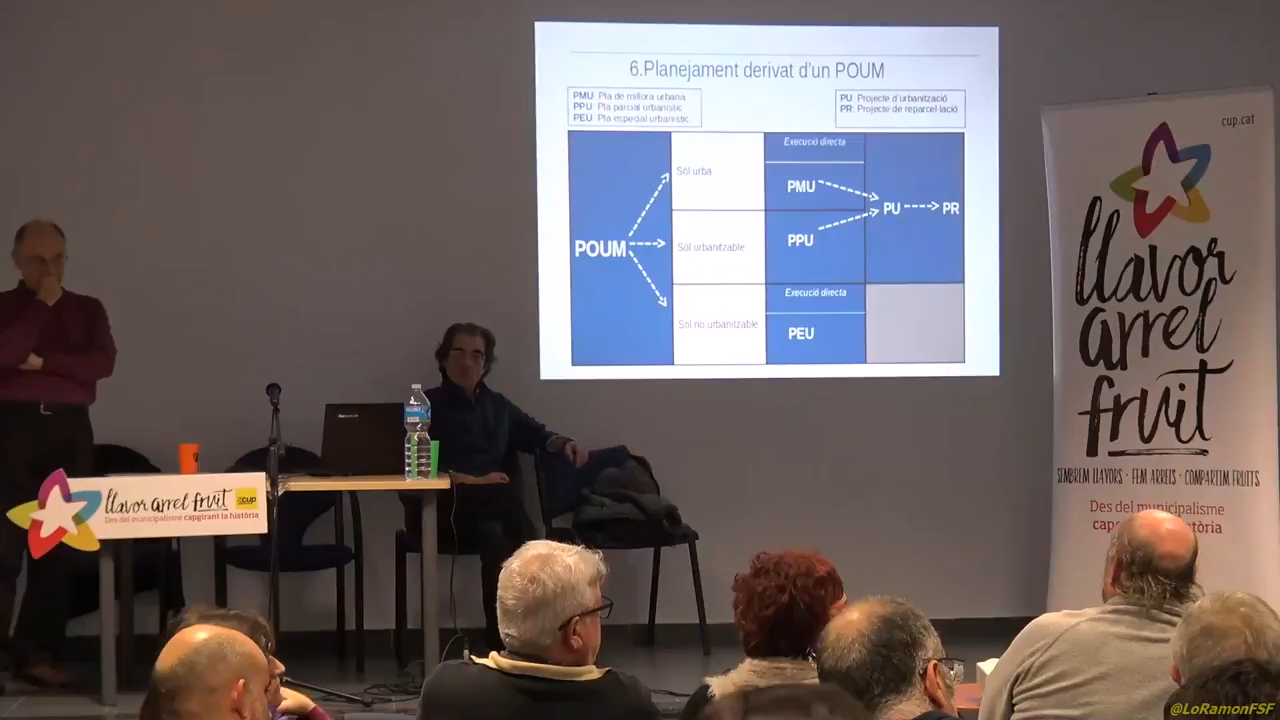 6.Planejament derivat d'un POUM
PMU: Pla de millora urbana
PPU: Pla parcial urbanístic
PEU: Pla especial urbanístic
PU: Projecte d'urbanització
PR: Projecte de reparcel·lació
POUM
Sòl urbà
Sòl urbanitzable
Sòl no urbanitzable
Execució directa
PMU
PPU
Execució directa
PEU
PU
PR
cup.cat
llavor
arrel
fruit
SEMBREM LLAVORS · FEM ARRELS · COMPARTIM FRUITS
Des del municipalisme
llavor arrel fruit
cup
Des del municipalisme capgirant la història
@LoRamonFSF